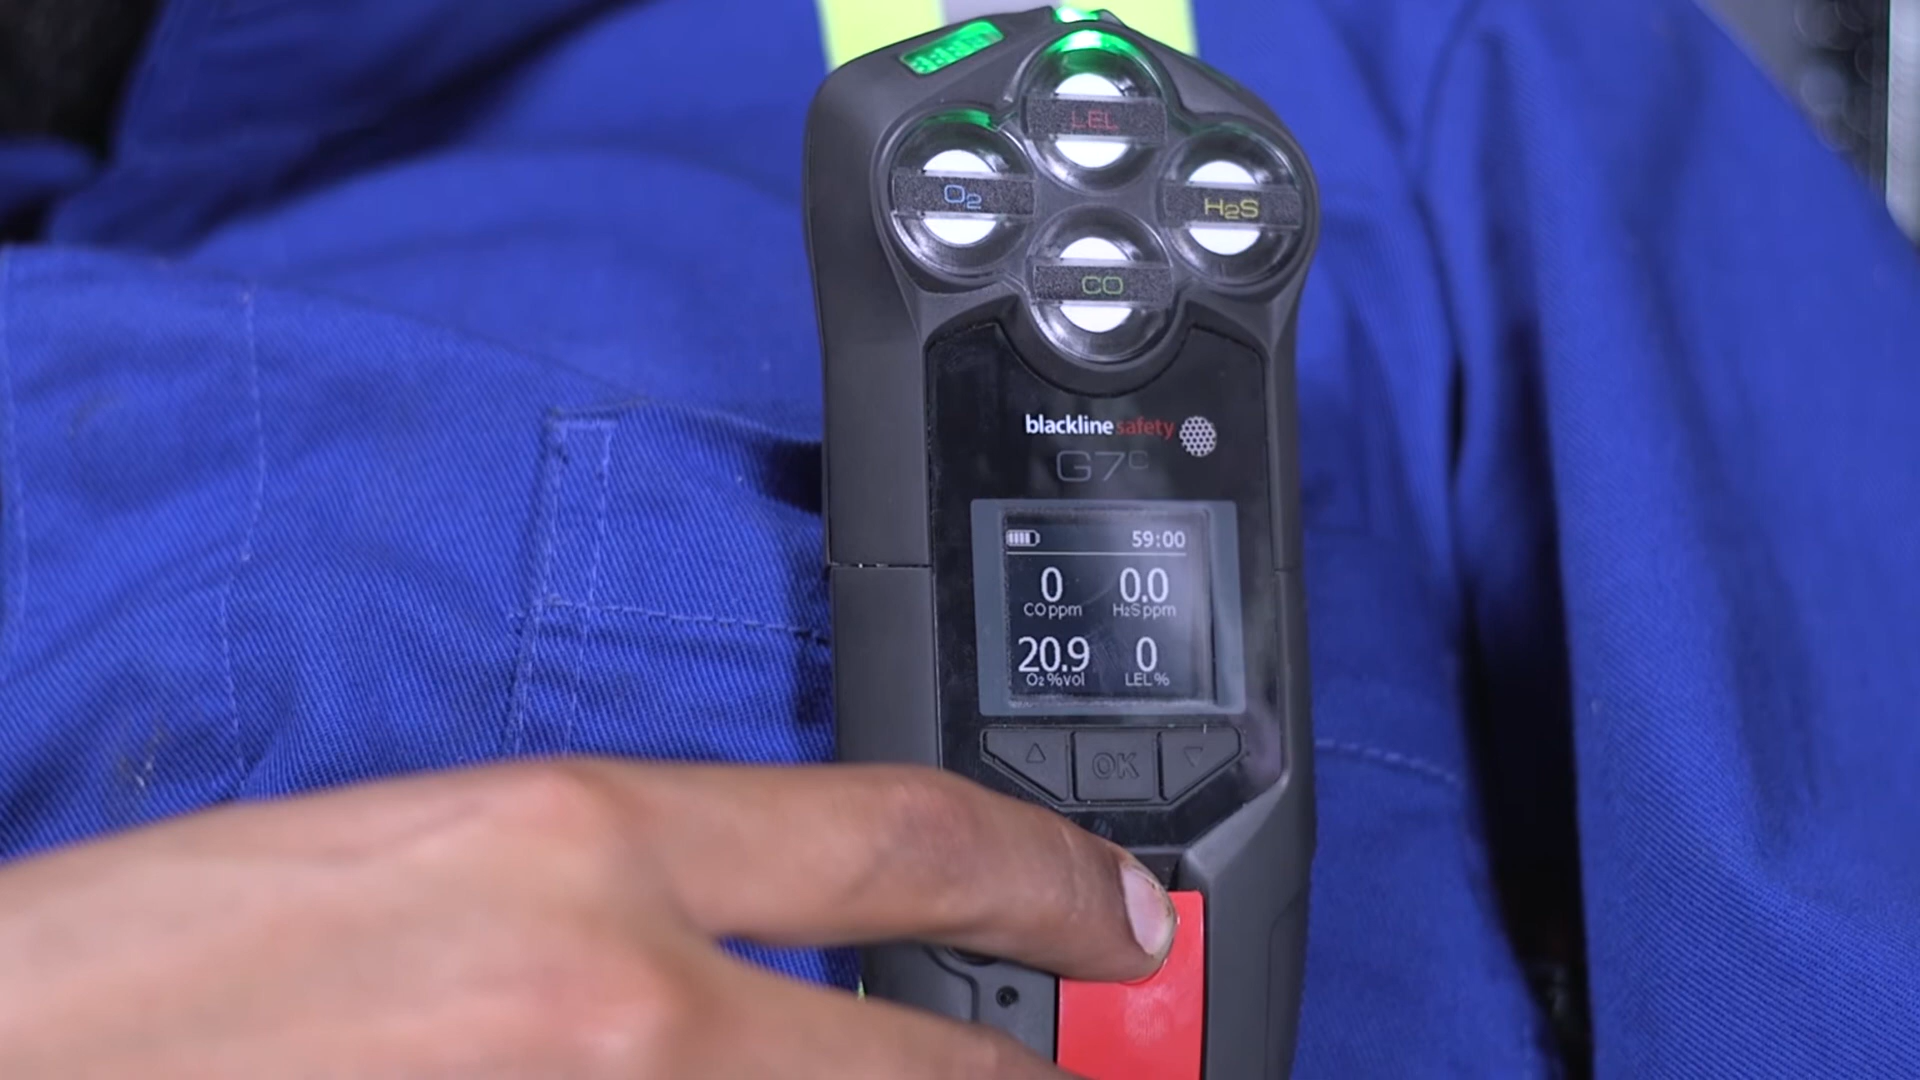 LEL
O₂
H₂S
CO
blackline safety
G7c
59:00
0 0.0
CO ppm H₂S ppm
20.9 0
O₂ %vol LEL %
OK